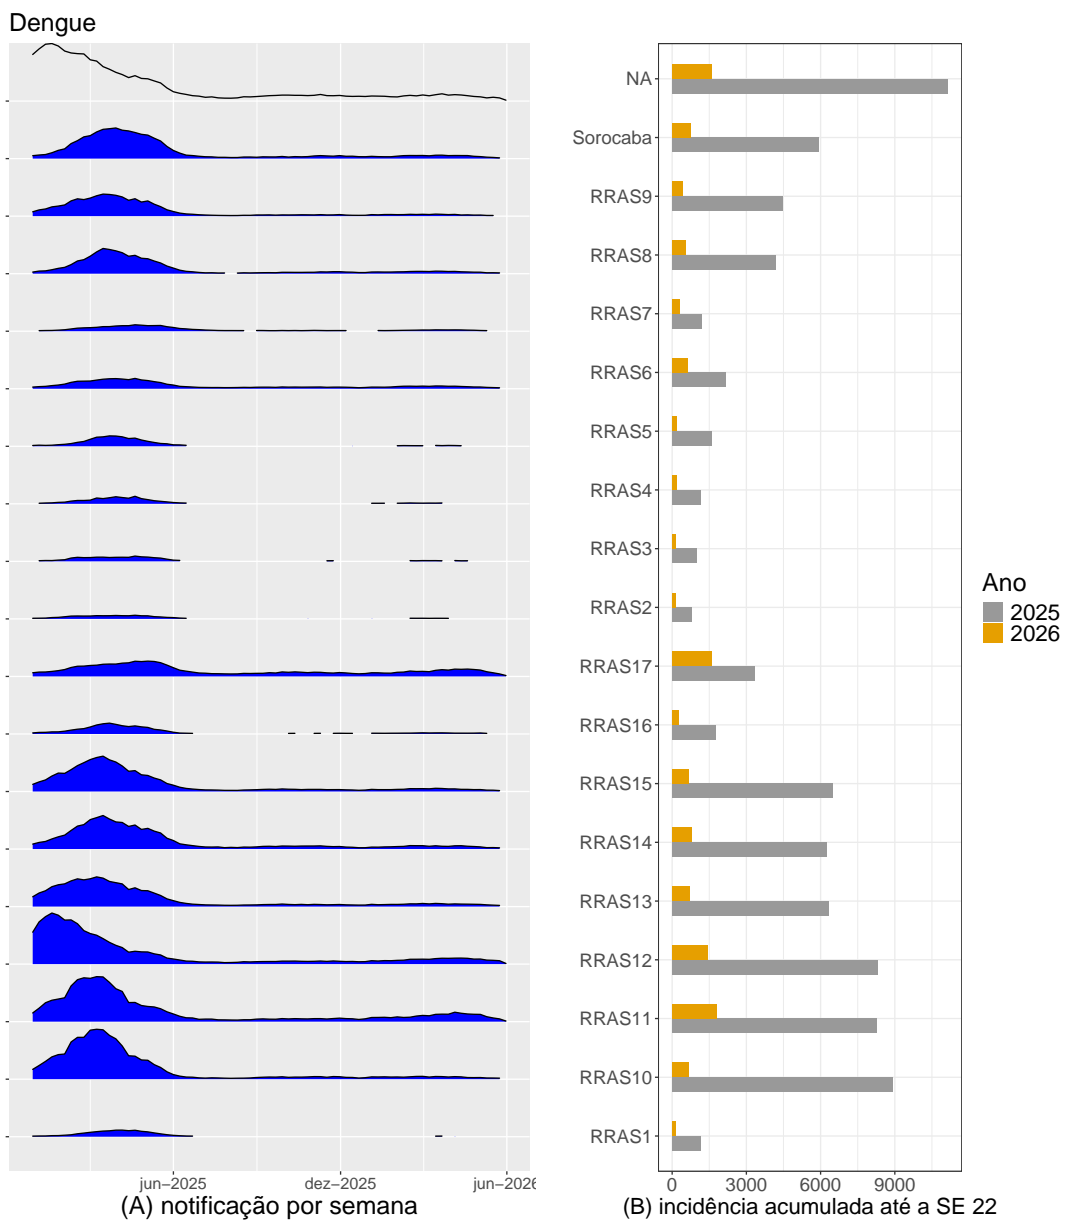 Dengue
NA
Sorocaba
RRAS9
RRAS8
RRAS7
RRAS6
RRAS5
RRAS4
RRAS3
RRAS2
RRAS17
RRAS16
RRAS15
RRAS14
RRAS13
RRAS12
RRAS11
RRAS10
RRAS1
Ano
2025
2026
jun–2025 dez–2025 jun–2026
0 3000 6000 9000
(A) notificação por semana
(B) incidência acumulada até a SE 22